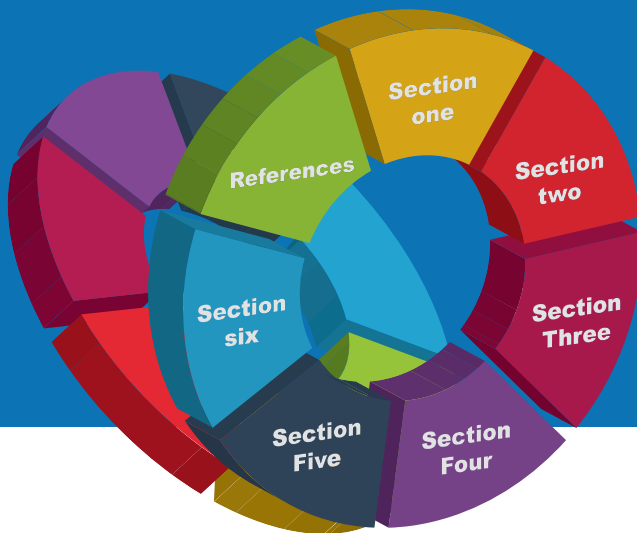 Section
one
Section
two
Section
Three
Section
Four
Section
Five
Section
six
References